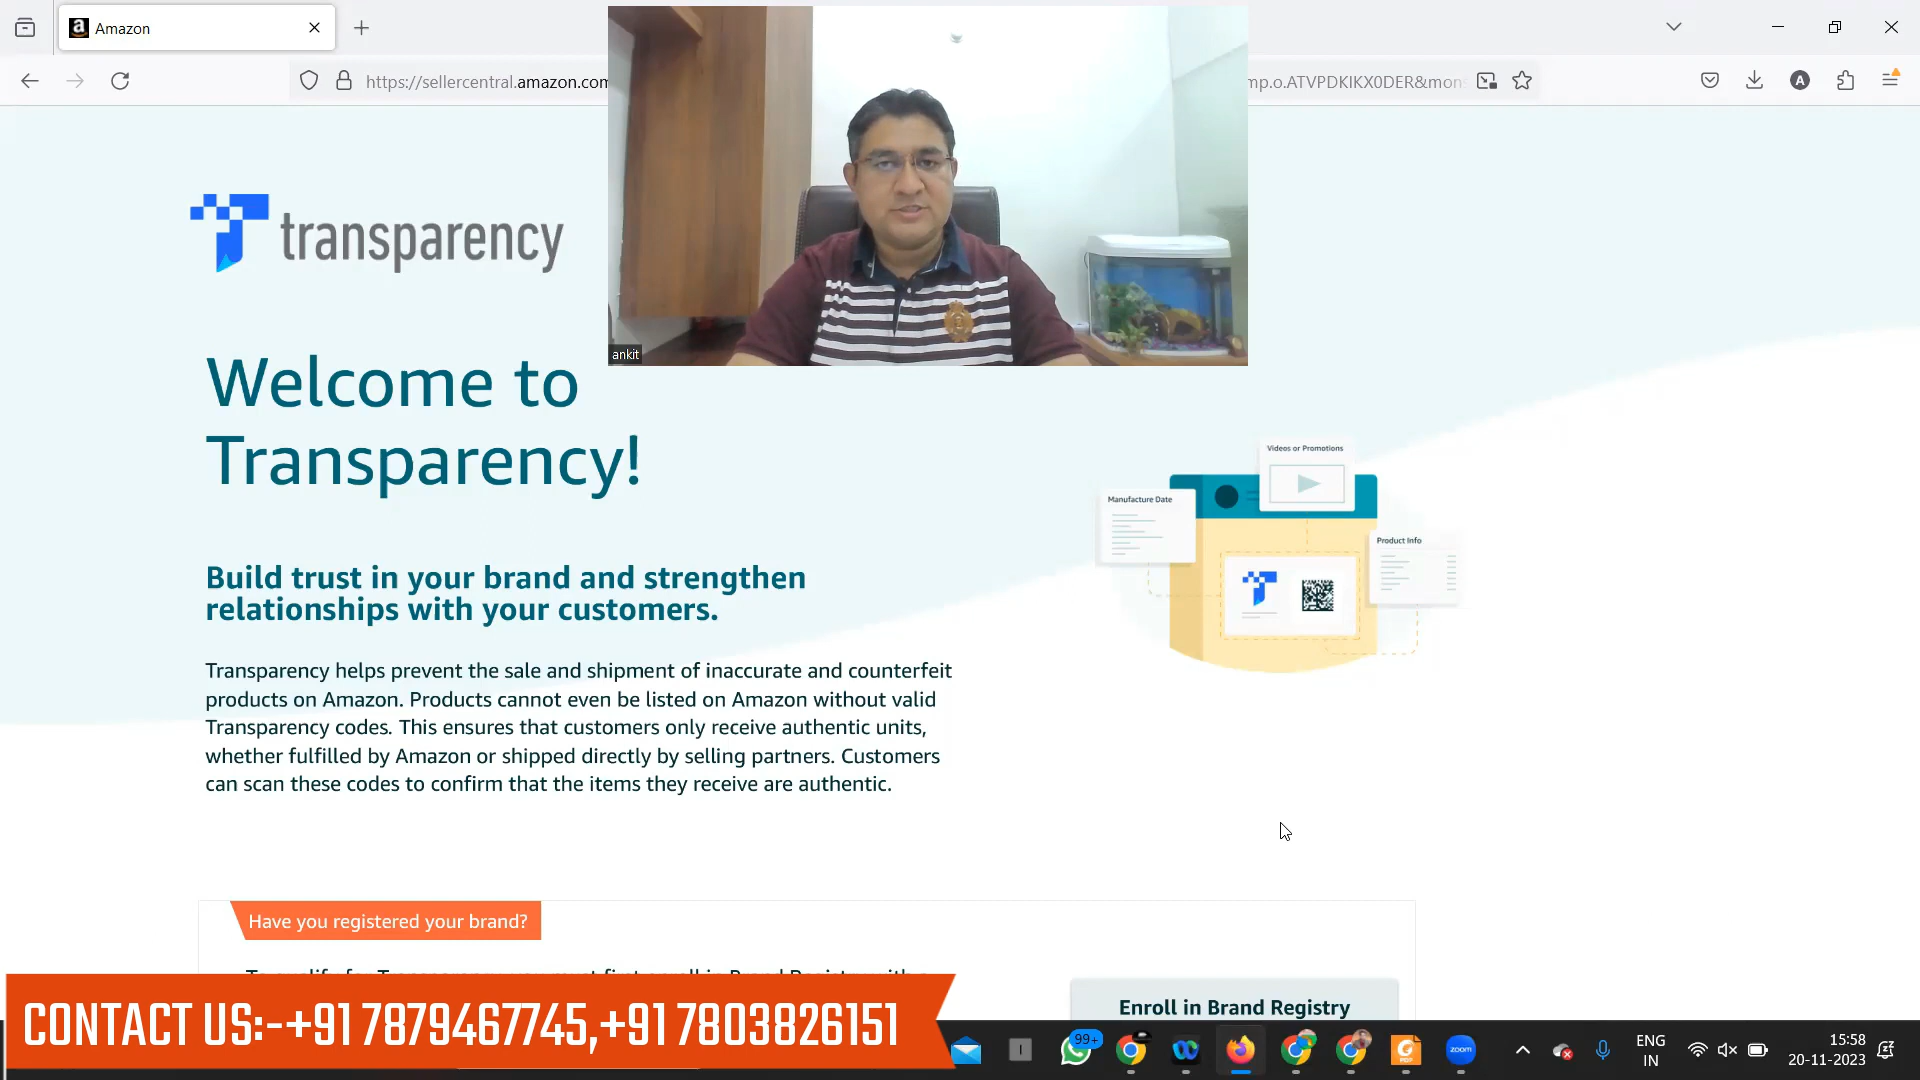 Amazon
https://sellercentral.amazon.com
mp.o.ATVPDKIKX0DER&mons
transparency
ankit
Welcome to
Transparency!
Build trust in your brand and strengthen
relationships with your customers.
Transparency helps prevent the sale and shipment of inaccurate and counterfeit
products on Amazon. Products cannot even be listed on Amazon without valid
Transparency codes. This ensures that customers only receive authentic units,
whether fulfilled by Amazon or shipped directly by selling partners. Customers
can scan these codes to confirm that the items they receive are authentic.
Videos or Promotions
Manufacture Date
Product Info
Have you registered your brand?
Enroll in Brand Registry
CONTACT US:-+91 7879467745,+91 7803826151
99+
zoom
ENG
IN
15:58
20-11-2023